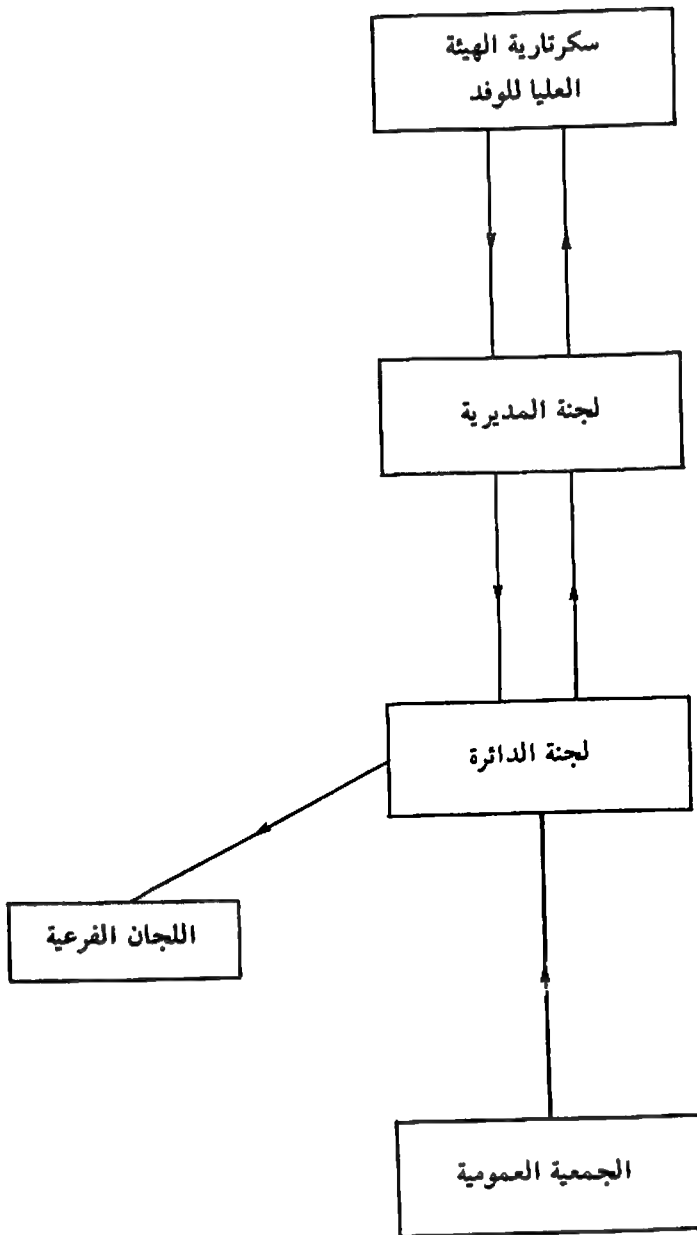 سكرتارية الهيئة
العليا للوفد
لجنة المديرية
لجنة الدائرة
اللجان الفرعية
الجمعية العمومية